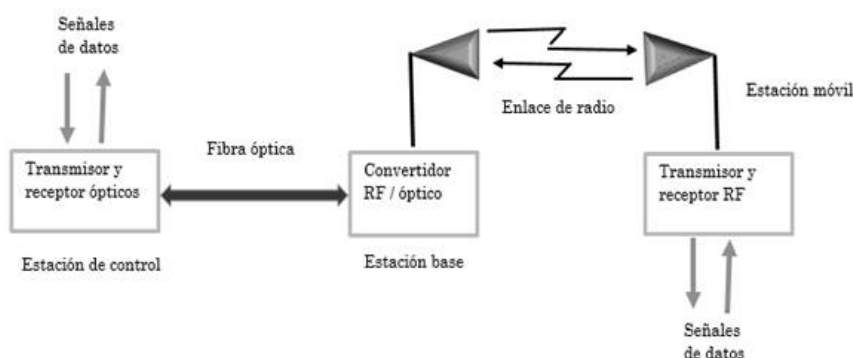 Señales
de datos
Transmisor y
receptor ópticos
Estación de control
Fibra óptica
Convertidor
RF / óptico
Estación base
Enlace de radio
Estación móvil
Transmisor y
receptor RF
Señales
de datos